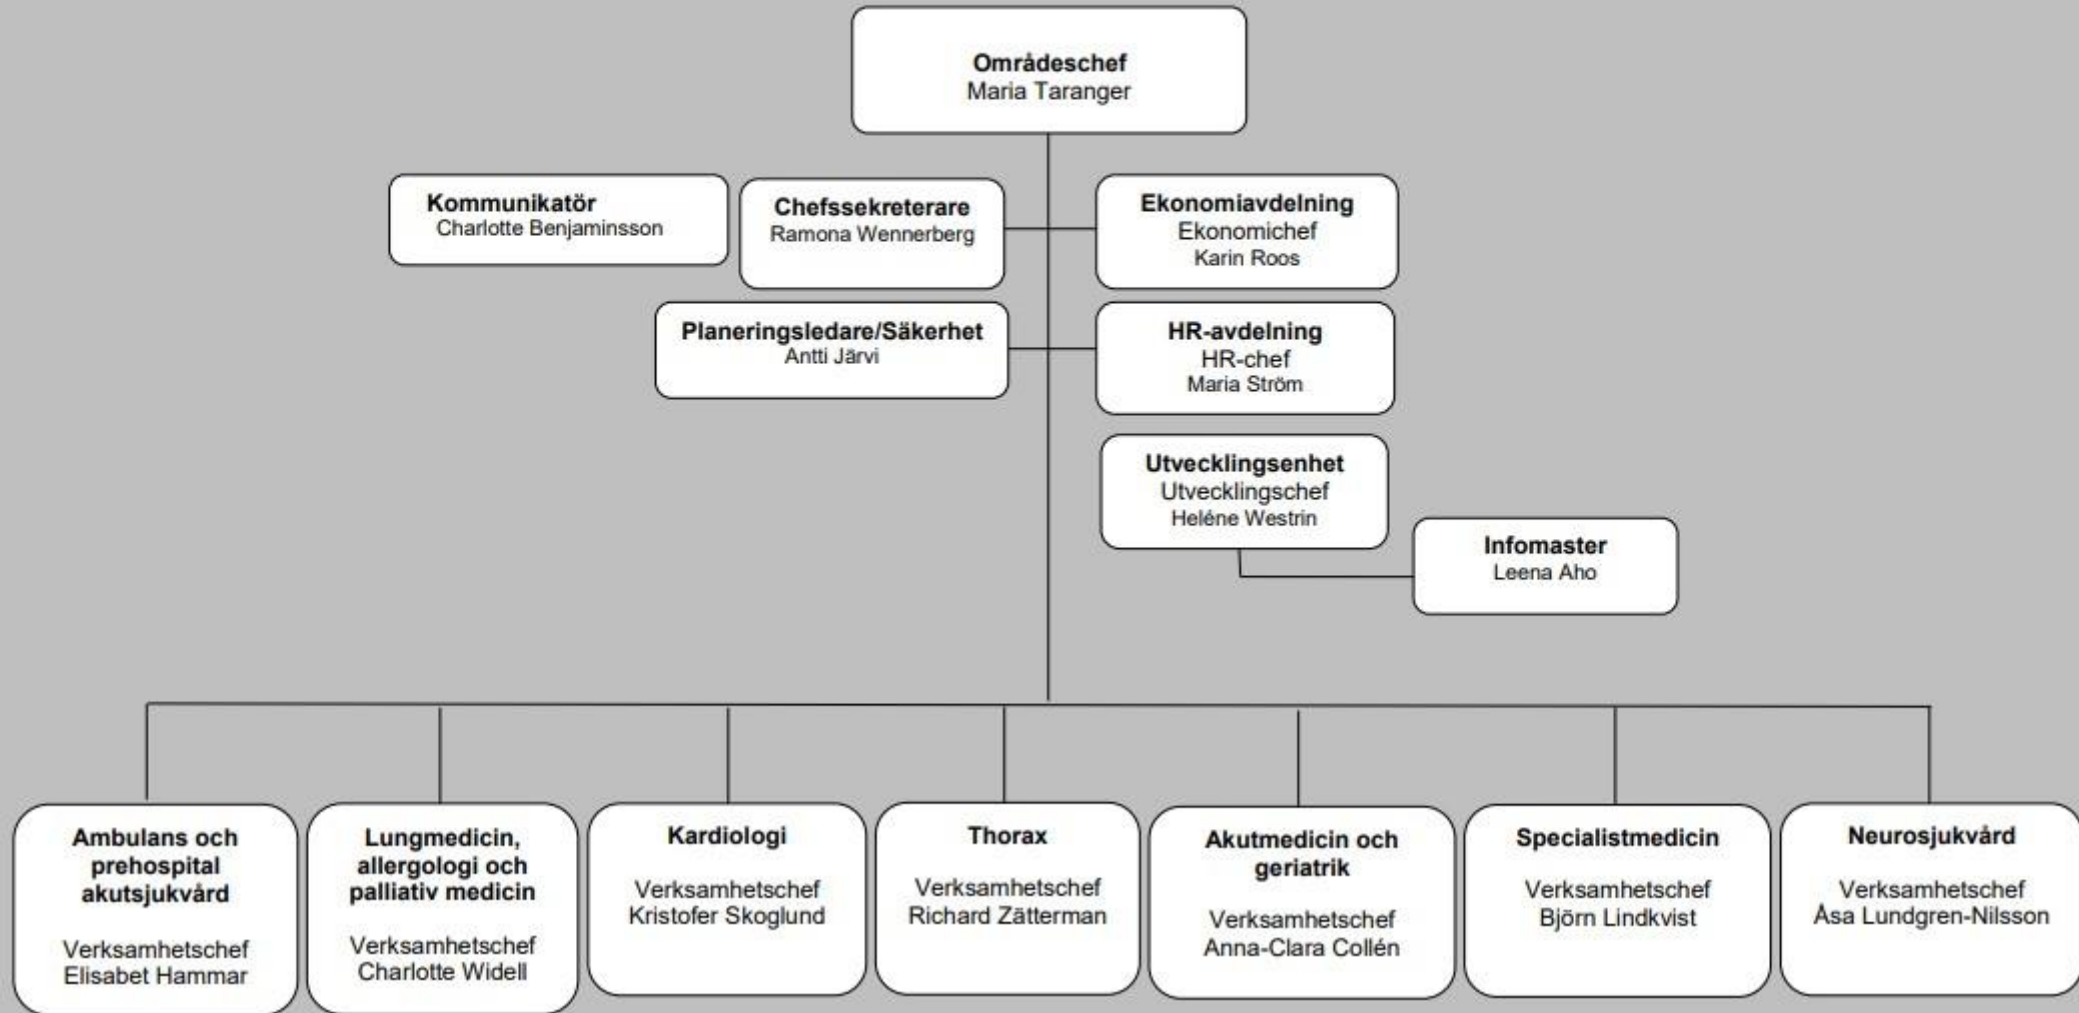 Områdeschef
Maria Taranger
Kommunikatör
Charlotte Benjaminsson
Chefssekreterare
Ramona Wennerberg
Ekonomiavdelning
Ekonomichef
Karin Roos
Planeringsledare/Säkerhet
Antti Järvi
HR-avdelning
HR-chef
Maria Ström
Utvecklingsenhet
Utvecklingschef
Heléne Westrin
Infomaster
Leena Aho
Ambulans och
prehospital
akutsjukvård
Verksamhetschef
Elisabet Hammar
Lungmedicin,
allergologi och
palliativ medicin
Verksamhetschef
Charlotte Widell
Kardiologi
Verksamhetschef
Kristofer Skoglund
Thorax
Verksamhetschef
Richard Zätterman
Akutmedicin och
geriatrik
Verksamhetschef
Anna-Clara Collén
Specialistmedicin
Verksamhetschef
Björn Lindkvist
Neurosjukvård
Verksamhetschef
Åsa Lundgren-Nilsson